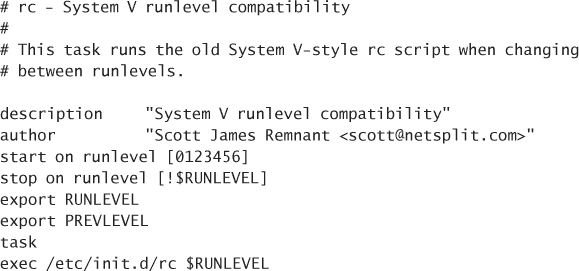 # rc - System V runlevel compatibility
#
# This task runs the old System V-style rc script when changing
# between runlevels.
description "System V runlevel compatibility"
author "Scott James Remnant <scott@netsplit.com>"
start on runlevel [0123456]
stop on runlevel [!$RUNLEVEL]
export RUNLEVEL
export PREVLEVEL
task
exec /etc/init.d/rc $RUNLEVEL